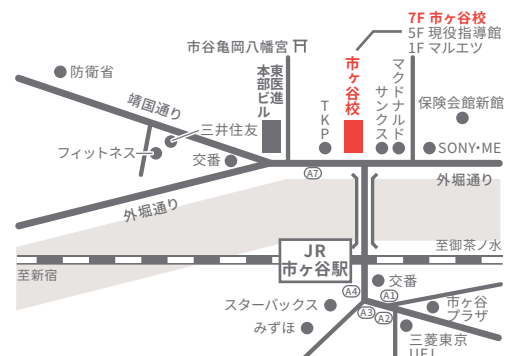 7F 市ヶ谷校
5F 現役指導館
1F マルエツ
市谷亀岡八幡宮
防衛省
東医進
本部ビル
市ヶ谷校
マクドナルド
サンクス
TKP
保険会館新館
靖国通り
三井住友
フィットネス
交番
SONY・ME
A7
外堀通り
外堀通り
JR
市ヶ谷駅
至御茶ノ水
至新宿
交番
A4
A1
スターバックス
A3
A2
市ヶ谷
プラザ
みずほ
三菱東京
UFJ